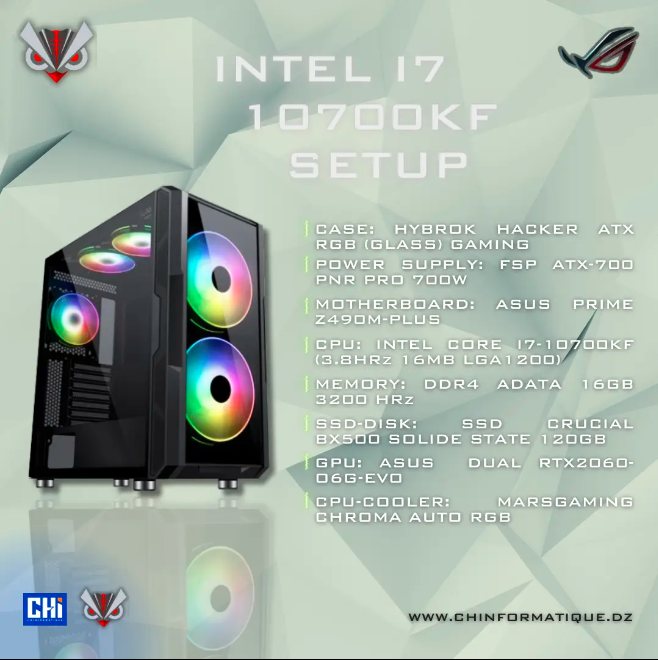 INTEL I7
10700KF
SETUP
CASE: HYBROK HACKER ATX
RGB (GLASS) GAMING
POWER SUPPLY: FSP ATX-700
PNR PRO 700W
MOTHERBOARD: ASUS PRIME
Z490M-PLUS
CPU: INTEL CORE I7-10700KF
(3.8HRz 16MB LGA1200)
MEMORY: DDR4 ADATA 16GB
3200 HRz
SSD-DISK: SSD CRUCIAL
BX500 SOLIDE STATE 120GB
GPU: ASUS DUAL RTX2060-
06G-EVO
CPU-COOLER: MARSGAMING
CHROMA AUTO RGB
CHi
CHINFORMATIQUE
WWW.CHINFORMATIQUE.DZ